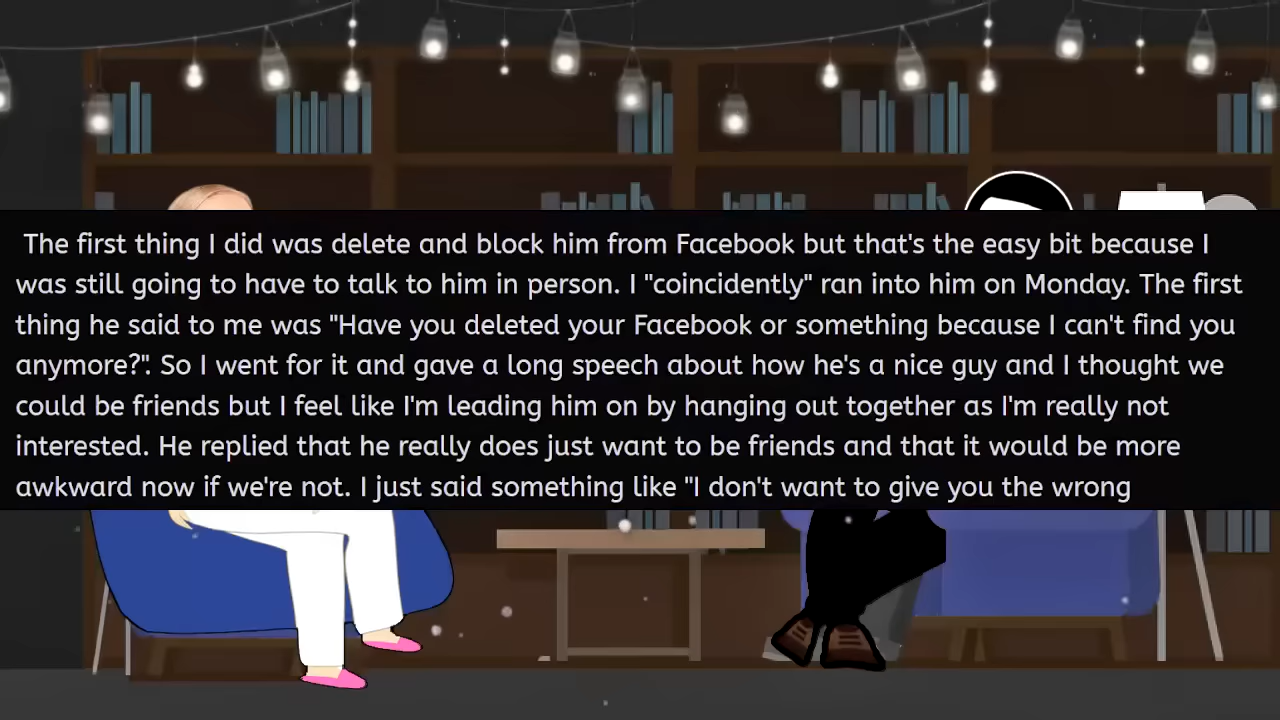 The first thing I did was delete and block him from Facebook but that's the easy bit because I
was still going to have to talk to him in person. I "coincidently" ran into him on Monday. The first
thing he said to me was "Have you deleted your Facebook or something because I can't find you
anymore?". So I went for it and gave a long speech about how he's a nice guy and I thought we
could be friends but I feel like I'm leading him on by hanging out together as I'm really not
interested. He replied that he really does just want to be friends and that it would be more
awkward now if we're not. I just said something like "I don't want to give you the wrong